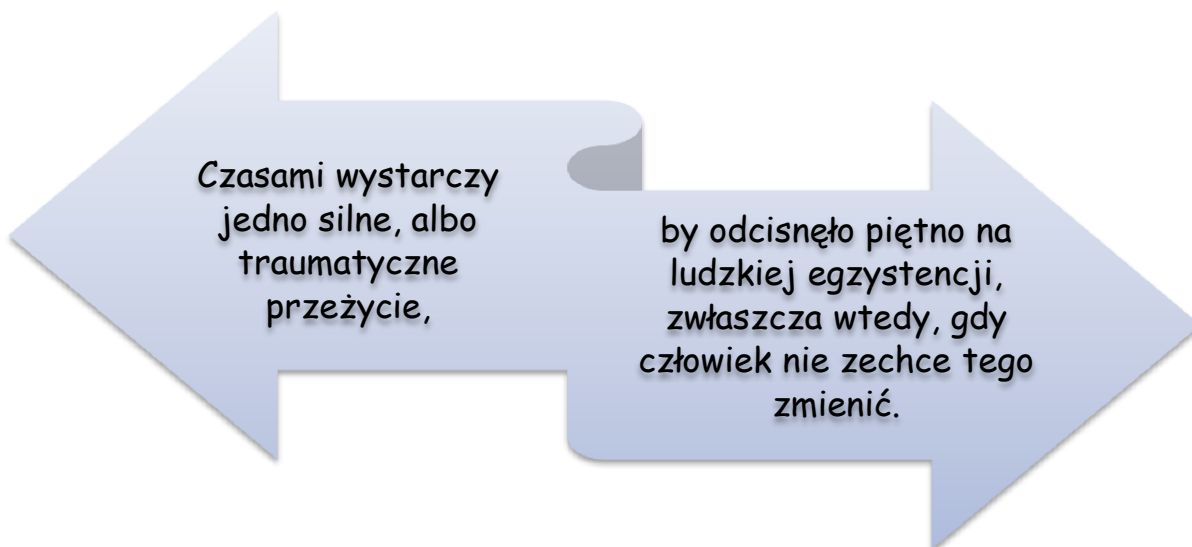 Czasami wystarczy
jedno silne, albo
traumatyczne
przeżycie,
by odcisnęło piętno na
ludzkiej egzystencji,
zwłaszcza wtedy, gdy
człowiek nie zechce tego
zmienić.